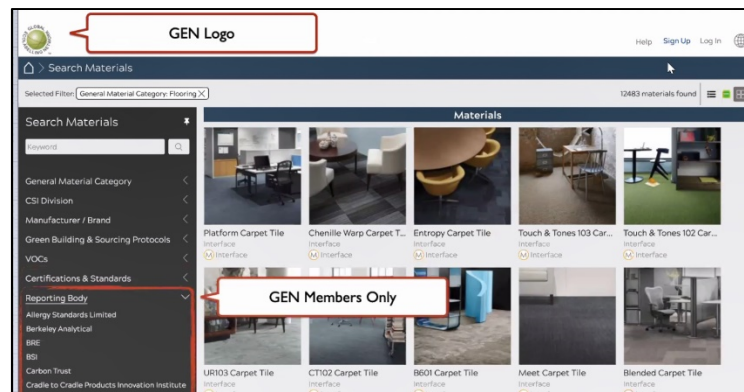 GLOBAL
GEN Logo
Help Sign Up Log In
> Search Materials
Selected Filter: General Material Category: Flooring X
12483 materials found
Search Materials
Materials
Keyword
General Material Category
CSI Division
Manufacturer / Brand
Green Building & Sourcing Protocols
VOCs
Certifications & Standards
Reporting Body
Allergy Standards Limited
Berkeley Analytical
BRE
BSI
Carbon Trust
Cradle to Cradle Products Innovation Institute
Platform Carpet Tile
Interface
M Interface
Chenille Warp Carpet T...
Interface
M Interface
Entropy Carpet Tile
Interface
M Interface
Touch & Tones 103 Car...
Interface
M Interface
Touch & Tones 102 Car...
Interface
M Interface
GEN Members Only
UR103 Carpet Tile
Interface
CT102 Carpet Tile
Interface
B601 Carpet Tile
Interface
Meet Carpet Tile
Interface
Blended Carpet Tile
Interface